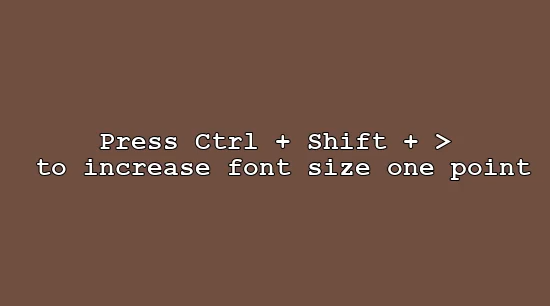 Press Ctrl + Shift + >
to increase font size one point